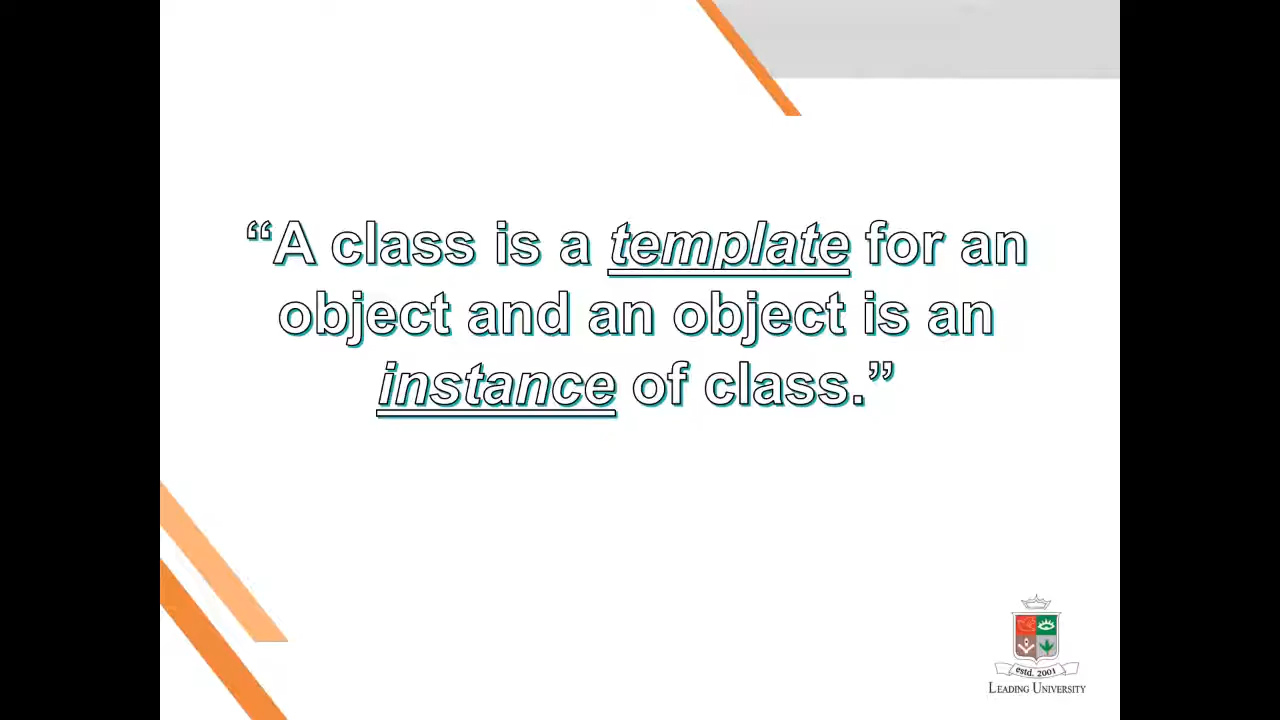 “A class is a template for an
object and an object is an
instance of class.”
estd. 2001
LEADING UNIVERSITY